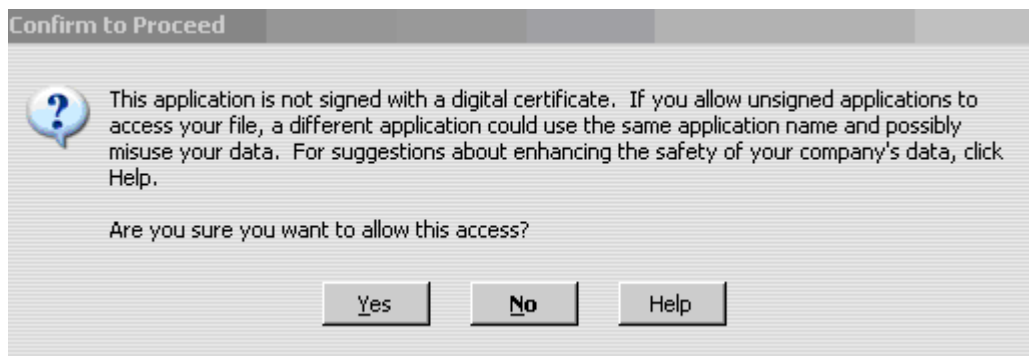 Confirm to Proceed
This application is not signed with a digital certificate.  If you allow unsigned applications to
access your file, a different application could use the same application name and possibly
misuse your data.  For suggestions about enhancing the safety of your company's data, click
Help.
Are you sure you want to allow this access?
Yes No Help